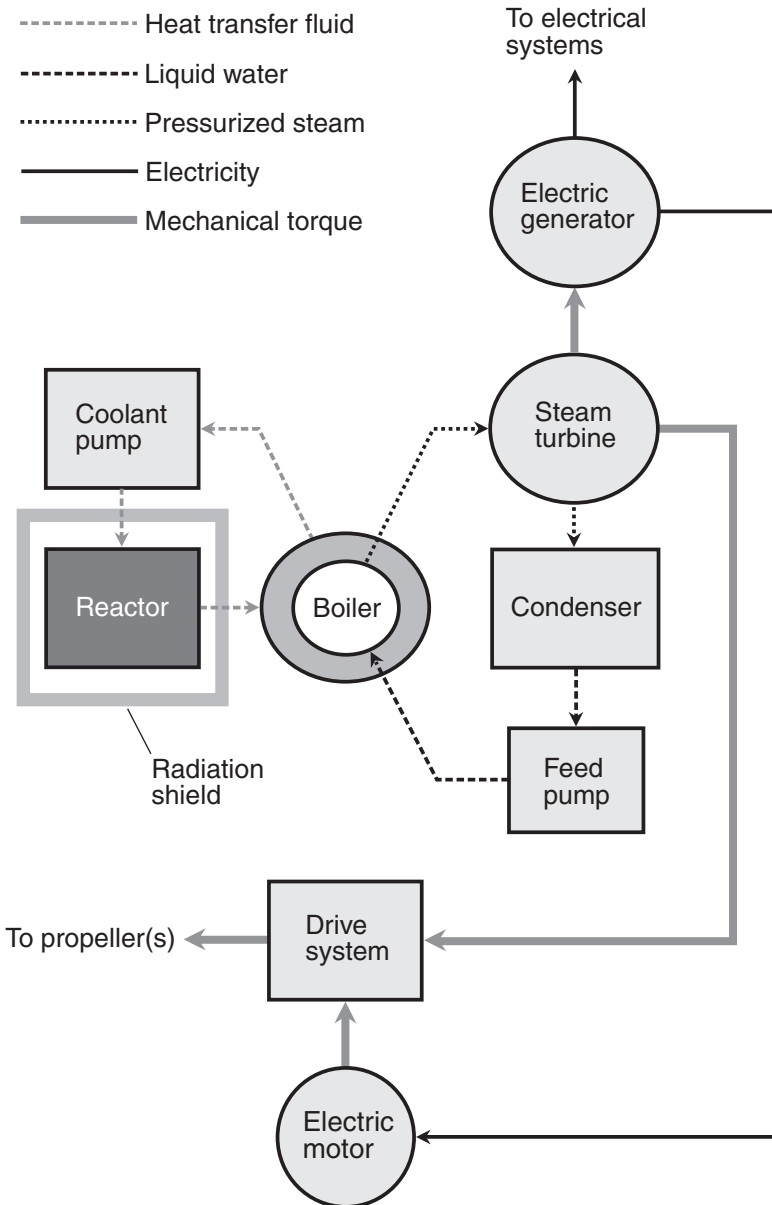 Heat transfer fluid
Liquid water
Pressurized steam
Electricity
Mechanical torque
To electrical
systems
Electric
generator
Steam
turbine
Coolant
pump
Reactor
Boiler
Condenser
Radiation
shield
Feed
pump
To propeller(s)
Drive
system
Electric
motor